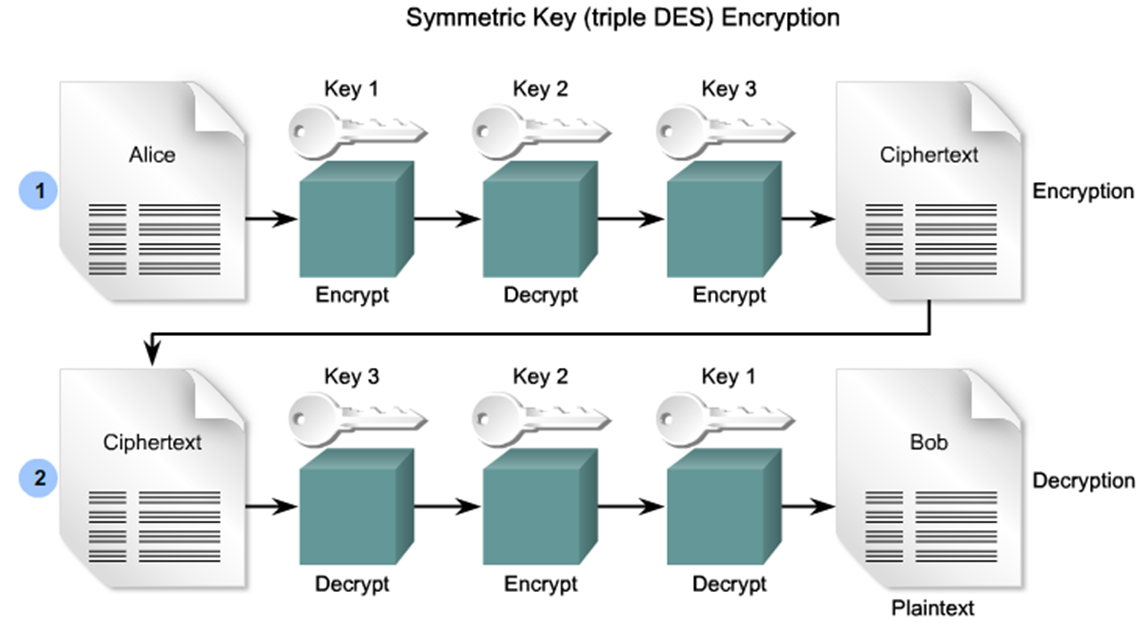 Symmetric Key (triple DES) Encryption
Key 1
Key 2
Key 3
Alice
Ciphertext
1
Encryption
Encrypt
Decrypt
Encrypt
Key 3
Key 2
Key 1
Ciphertext
Bob
2
Decryption
Decrypt
Encrypt
Decrypt
Plaintext